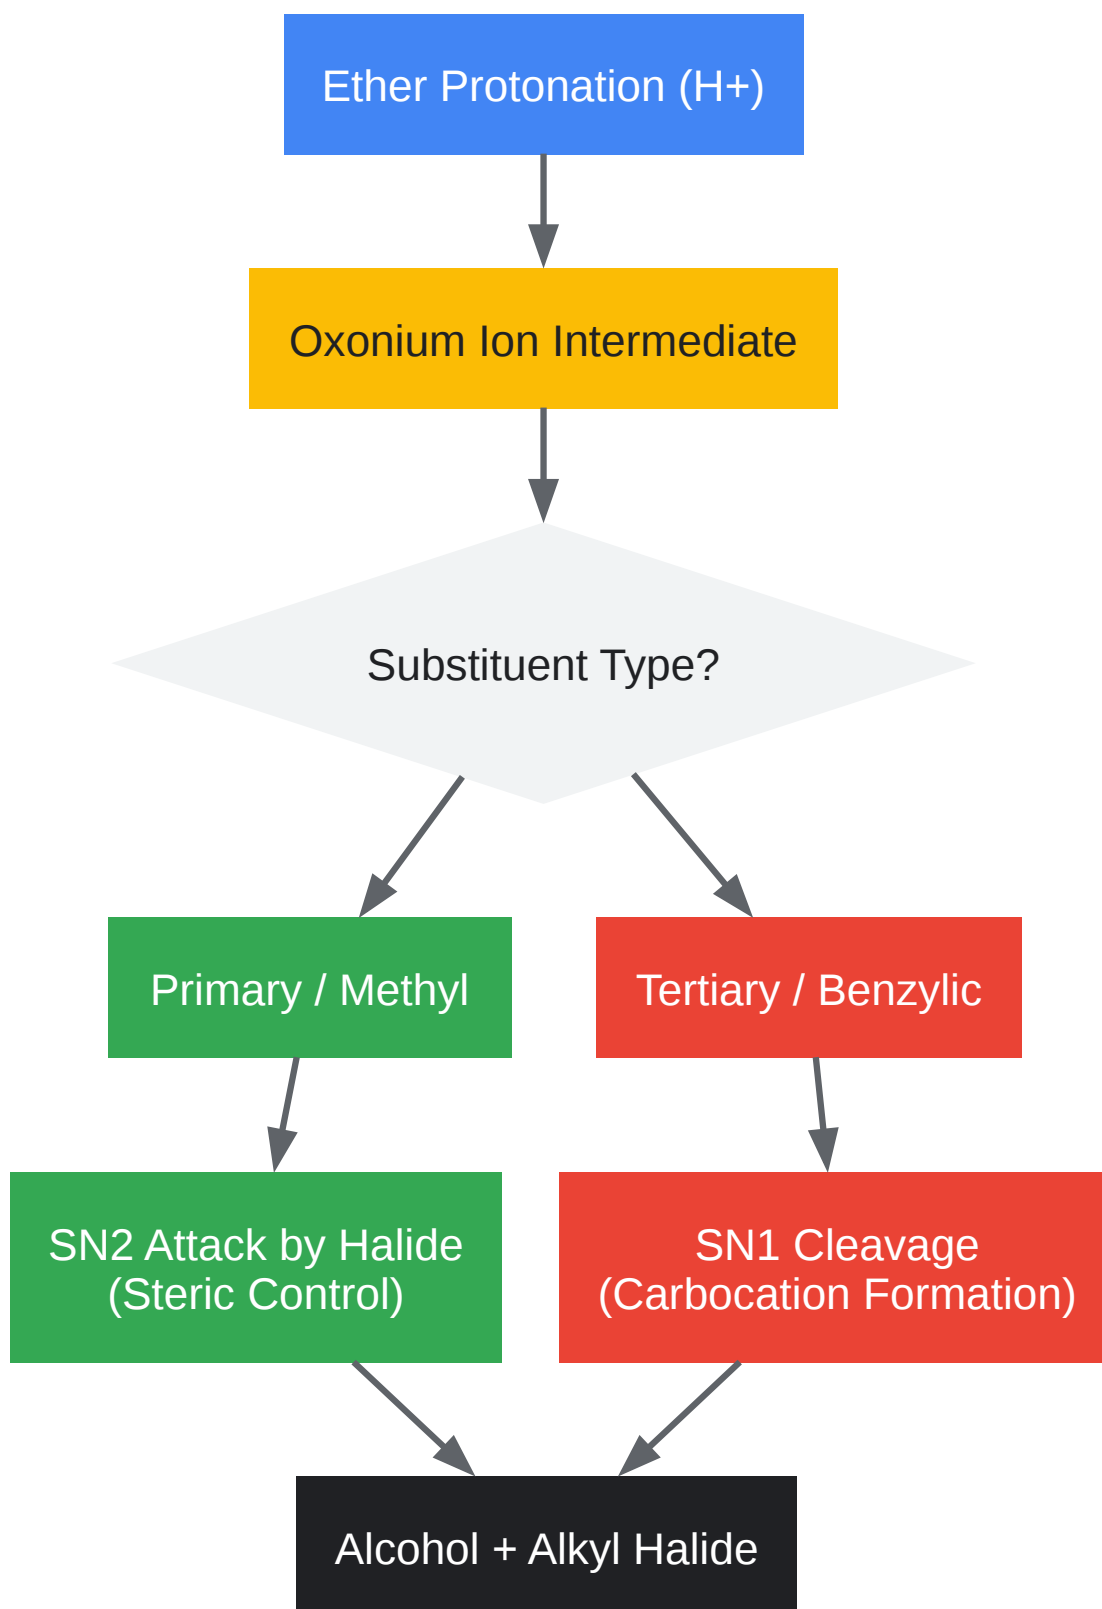 Ether Protonation (H+)
Oxonium Ion Intermediate
Substituent Type?
Primary / Methyl
Tertiary / Benzylic
SN2 Attack by Halide
(Steric Control)
SN1 Cleavage
(Carbocation Formation)
Alcohol + Alkyl Halide